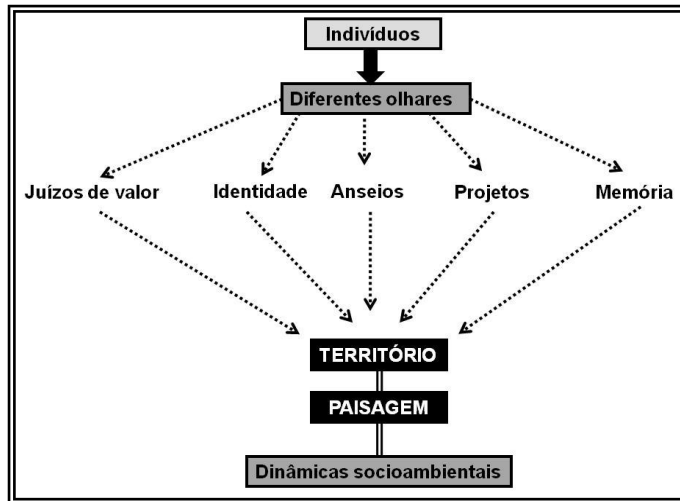 Indivíduos
Diferentes olhares
Juízos de valor
Identidade
Anseios
Projetos
Memória
TERRITÓRIO
PAISAGEM
Dinâmicas socioambientais